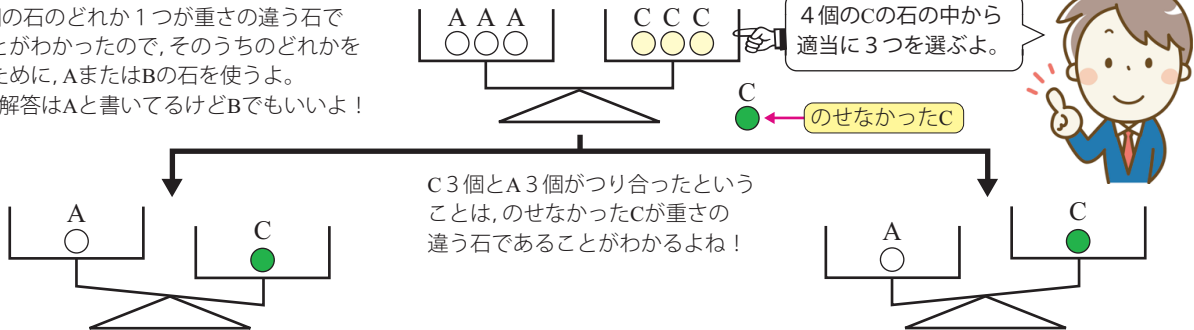 の石のどれか１つが重さの違う石で
とがわかったので,そのうちのどれかを
ために,AまたはBの石を使うよ。
解答はAと書いてるけどBでもいいよ！
A A A
C C C
４個のCの石の中から
適当に３つを選ぶよ。
C
のせなかったC
C３個とA３個がつり合ったという
ことは,のせなかったCが重さの
違う石であることがわかるよね！
A
C
A
C